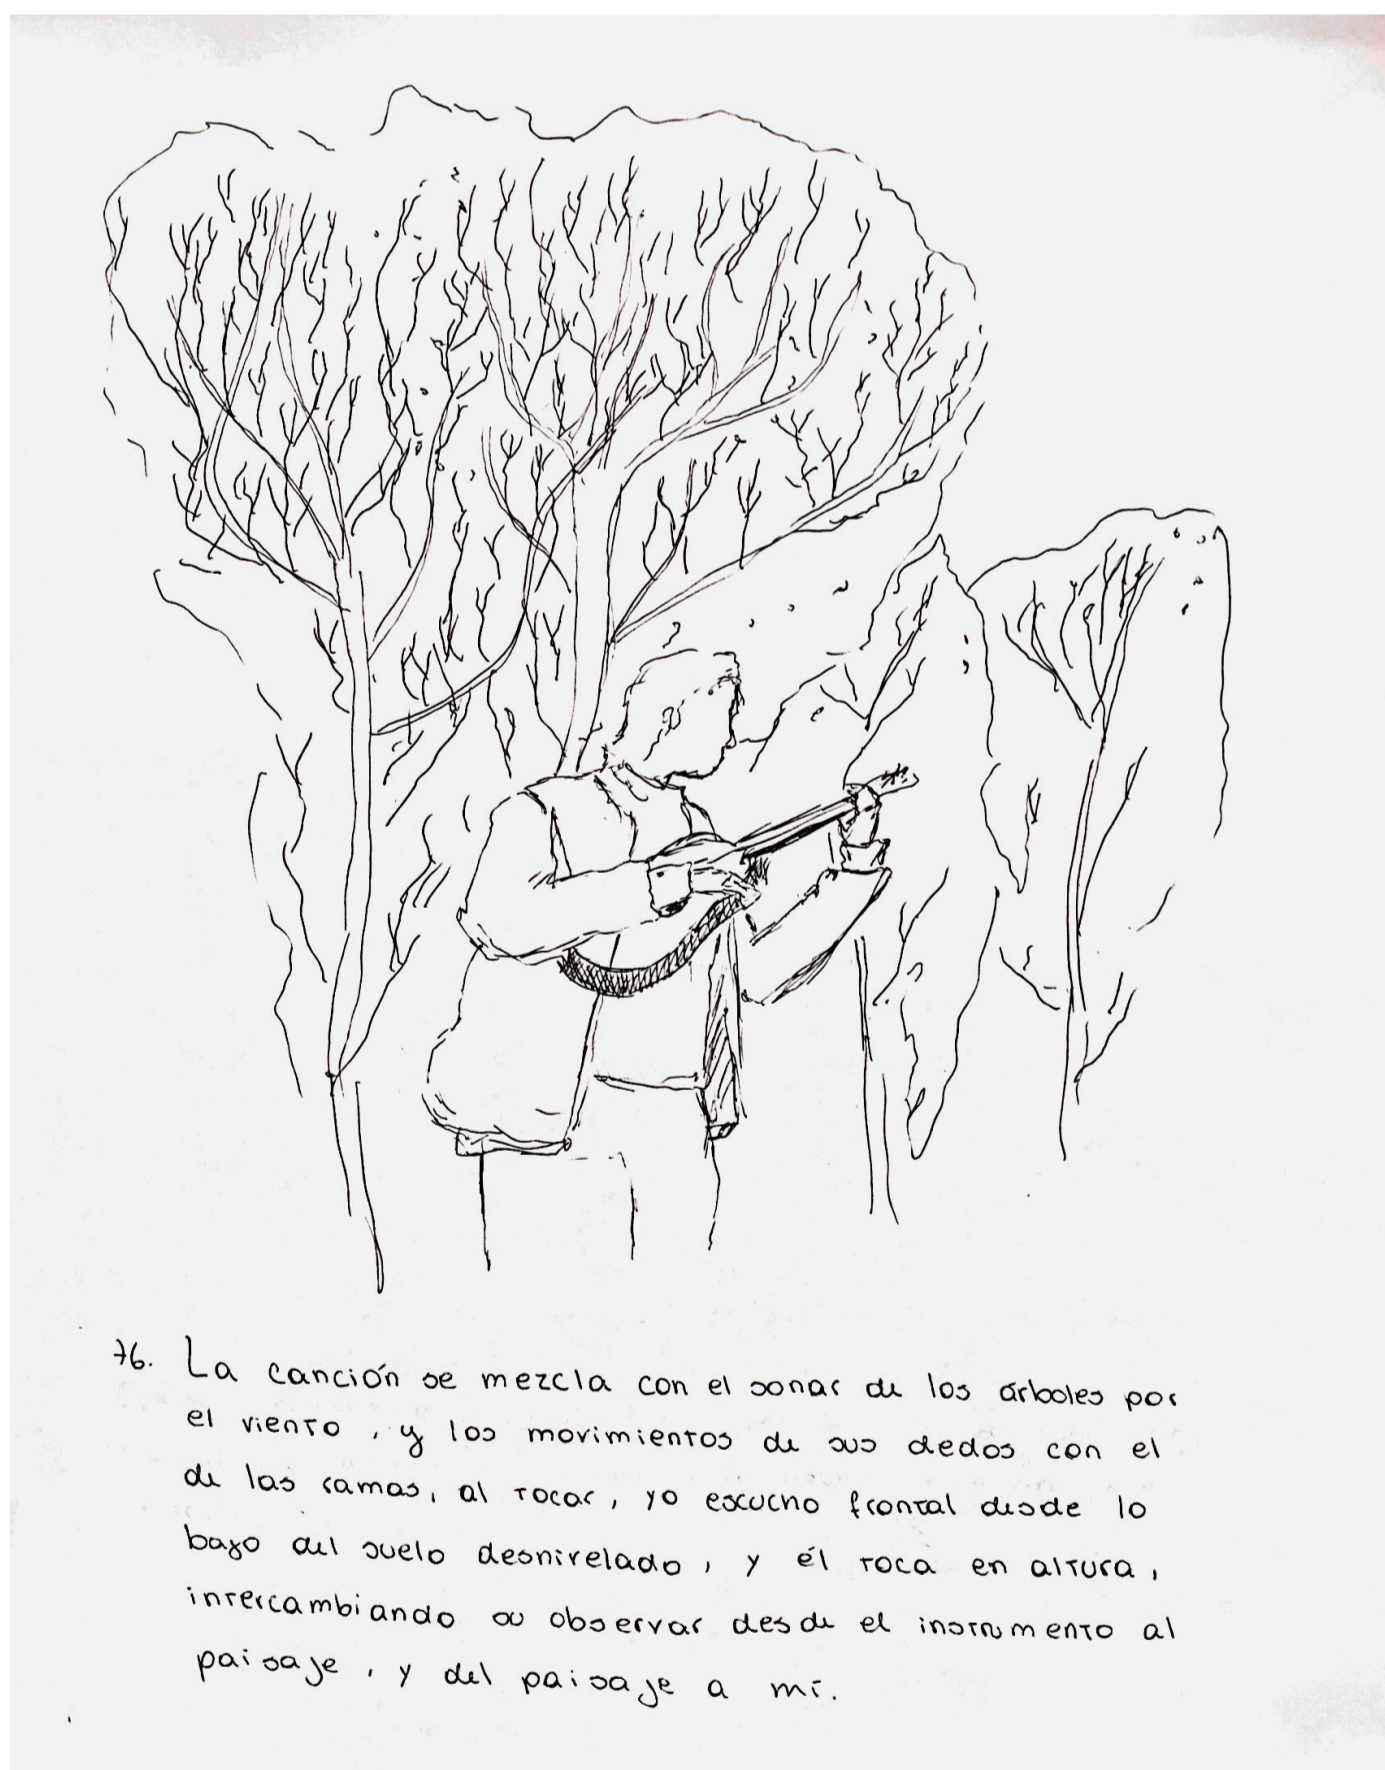 76. La canción se mezcla con el sonar de los árboles por
el viento, y los movimientos de sus dedos con el
de las ramas, al tocar, yo escucho frontal desde lo
bajo del suelo desnivelado, y él toca en altura,
intercambiando su observar desde el instrumento al
paisaje, y del paisaje a mí.